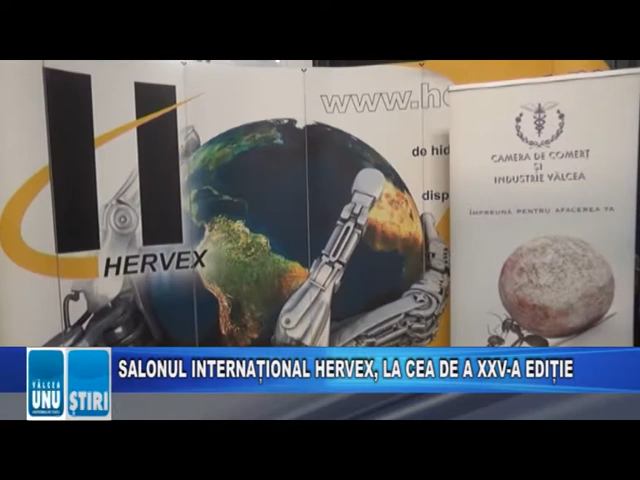 www.he
de hid
disp
HERVEX
CAMERA DE COMERȚ
ȘI
INDUSTRIE VÂLCEA
ÎMPREUNĂ PENTRU AFACEREA TA
SALONUL INTERNAȚIONAL HERVEX, LA CEA DE A XXV-A EDIȚIE
VÂLCEA
UNU ȘTIRI